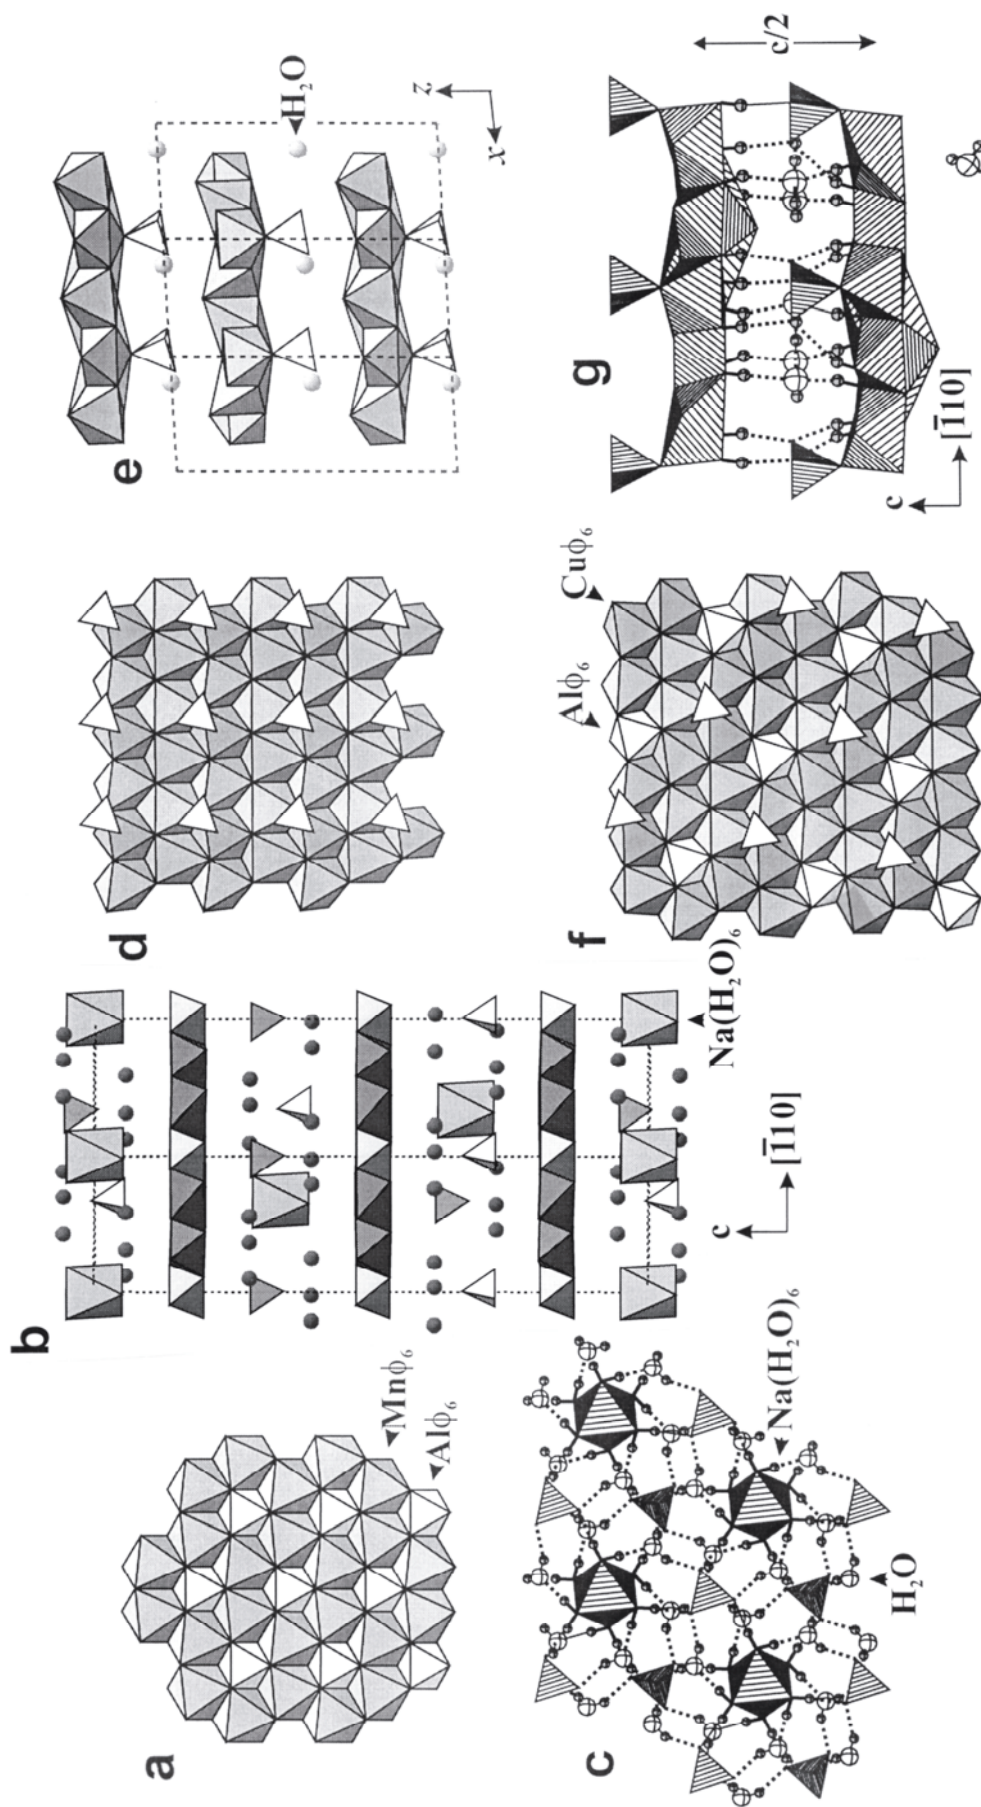 a
Mnϕ₆
Alϕ₆
b
c
[1̅10]
Na(H₂O)₆
c
Na(H₂O)₆
H₂O
d
e
H₂O
z
x
f
Alϕ₆
Cuϕ₆
g
c/2
c
[1̅10]